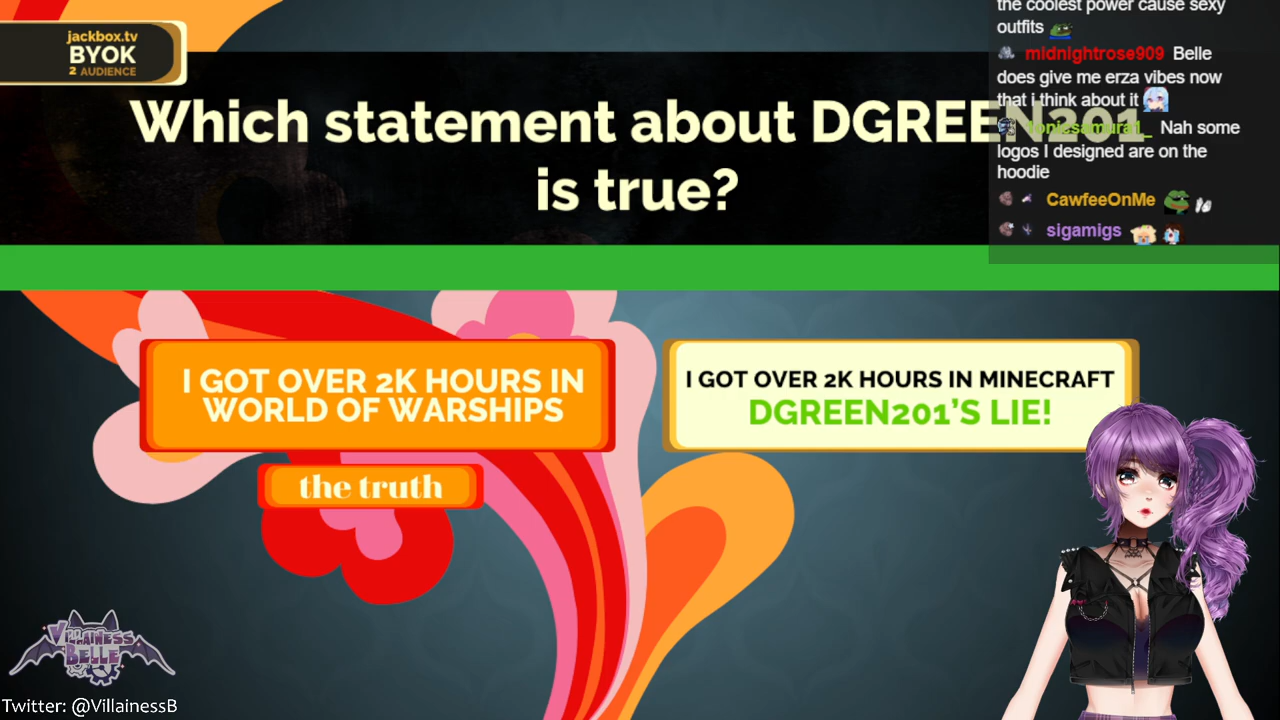 jackbox.tv
BYOK
2 AUDIENCE
Which statement about DGREEN201
is true?
the coolest power cause sexy
outfits
midnightrose909 Belle
does give me erza vibes now
that i think about it
Nah some
logos I designed are on the
hoodie
CawfeeOnMe
sigamigs
I GOT OVER 2K HOURS IN
WORLD OF WARSHIPS
the truth
I GOT OVER 2K HOURS IN MINECRAFT
DGREEN201'S LIE!
VILLAINESS
BELLE
Twitter: @VillainessB